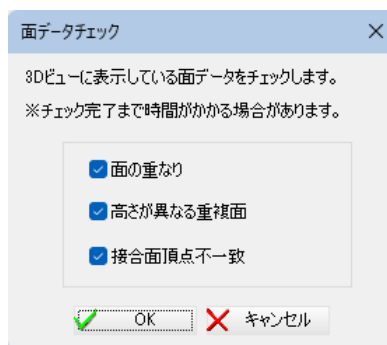 面データチェック
3Dビューに表示している面データをチェックします。
※チェック完了まで時間がかかる場合があります。
面の重なり
高さが異なる重複面
接合面頂点不一致
OK
キャンセル